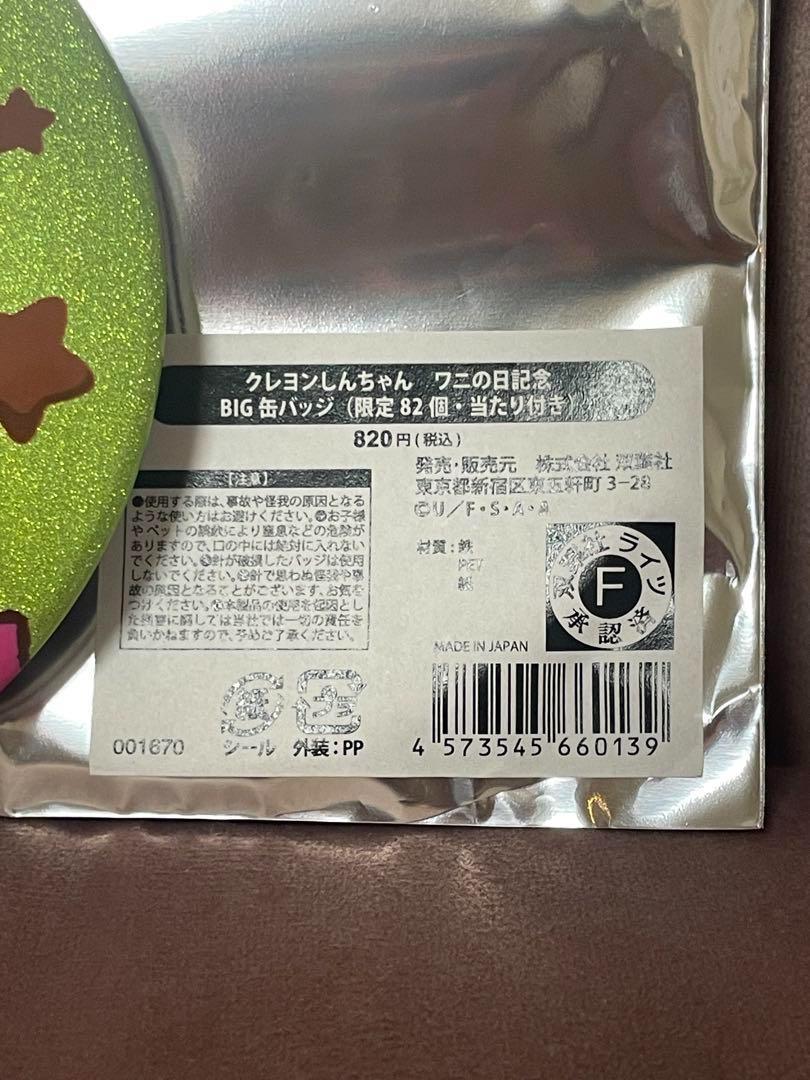 クレヨンしんちゃん　ワニの日記念
BIG 缶バッジ（限定 82 個・当たり付き）
820円(税込)
発売・販売元　株式会社 双葉社
東京都新宿区東五軒町 3-28
©U／F・S・A・A
【注意】
●使用する際は、事故や怪我の原因となる
ような使い方はお避けください。●お子様
やペットの誤飲により窒息などの危険が
ありますので、口の中には絶対に入れない
でください。●針が破損したバッジは使用
しないでください。●針で思わぬ怪我や事
故の原因となることがございます。お気を
つけください。●本製品の使用を起因とし
た損害に関しては当社では一切の責任を
負いかねますので、予めご了承ください。
材質：鉄
PET
紙
双葉社ライツ
F
承認済
MADE IN JAPAN
紙
プラ
001670
シール
外装：PP
4 573545 660139